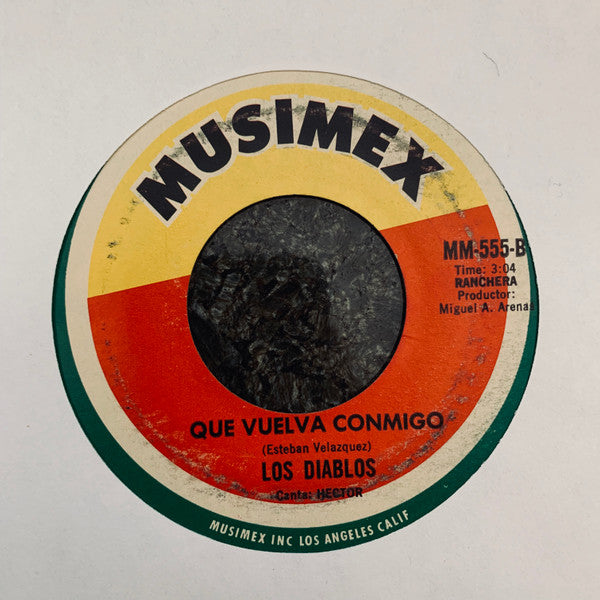 MUSIMEX
MM-555-B
Time: 3:04
RANCHERA
Productor:
Miguel A. Arenas
QUE VUELVA CONMIGO
(Esteban Velazquez)
LOS DIABLOS
Canta: HECTOR
MUSIMEX INC LOS ANGELES CALIF